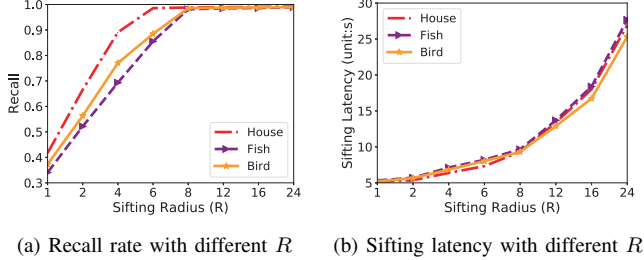 1.0
0.9
0.8
0.7
0.6
0.5
0.4
0.3
Recall
House
Fish
Bird
1 2 4 6 8 12 16 24
Sifting Radius (R)
(a) Recall rate with different R
30
25
20
15
10
5
Sifting Latency (unit:s)
House
Fish
Bird
1 2 4 6 8 12 16 24
Sifting Radius (R)
(b) Sifting latency with different R